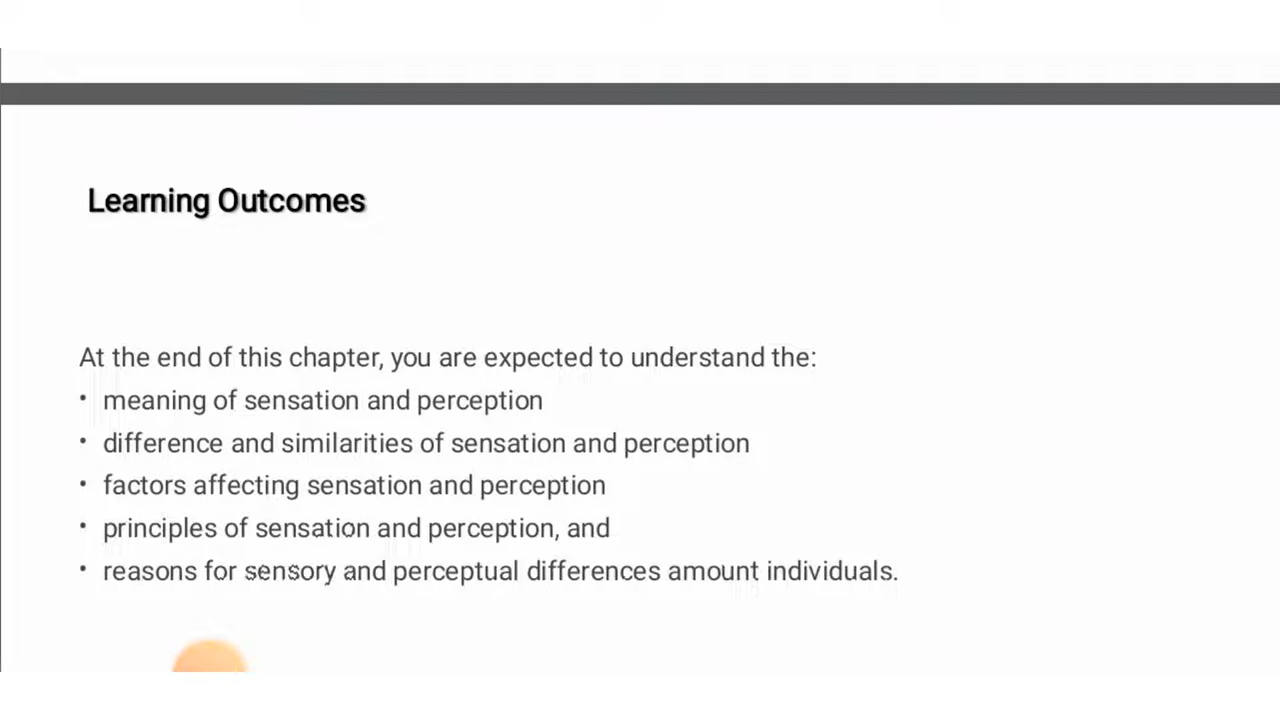 Learning Outcomes
At the end of this chapter, you are expected to understand the:
• meaning of sensation and perception
• difference and similarities of sensation and perception
• factors affecting sensation and perception
• principles of sensation and perception, and
• reasons for sensory and perceptual differences amount individuals.